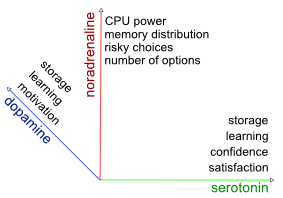 noradrenaline
CPU power
memory distribution
risky choices
number of options
storage
learning
motivation
dopamine
storage
learning
confidence
satisfaction
serotonin